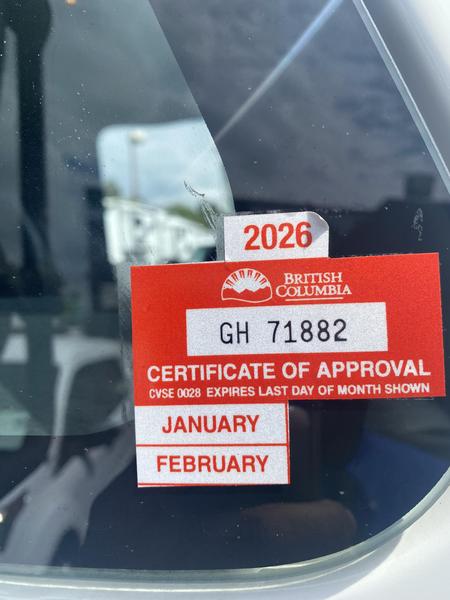 2026
BRITISH
COLUMBIA
GH 71882
CERTIFICATE OF APPROVAL
CVSE 0028 EXPIRES LAST DAY OF MONTH SHOWN
JANUARY
FEBRUARY